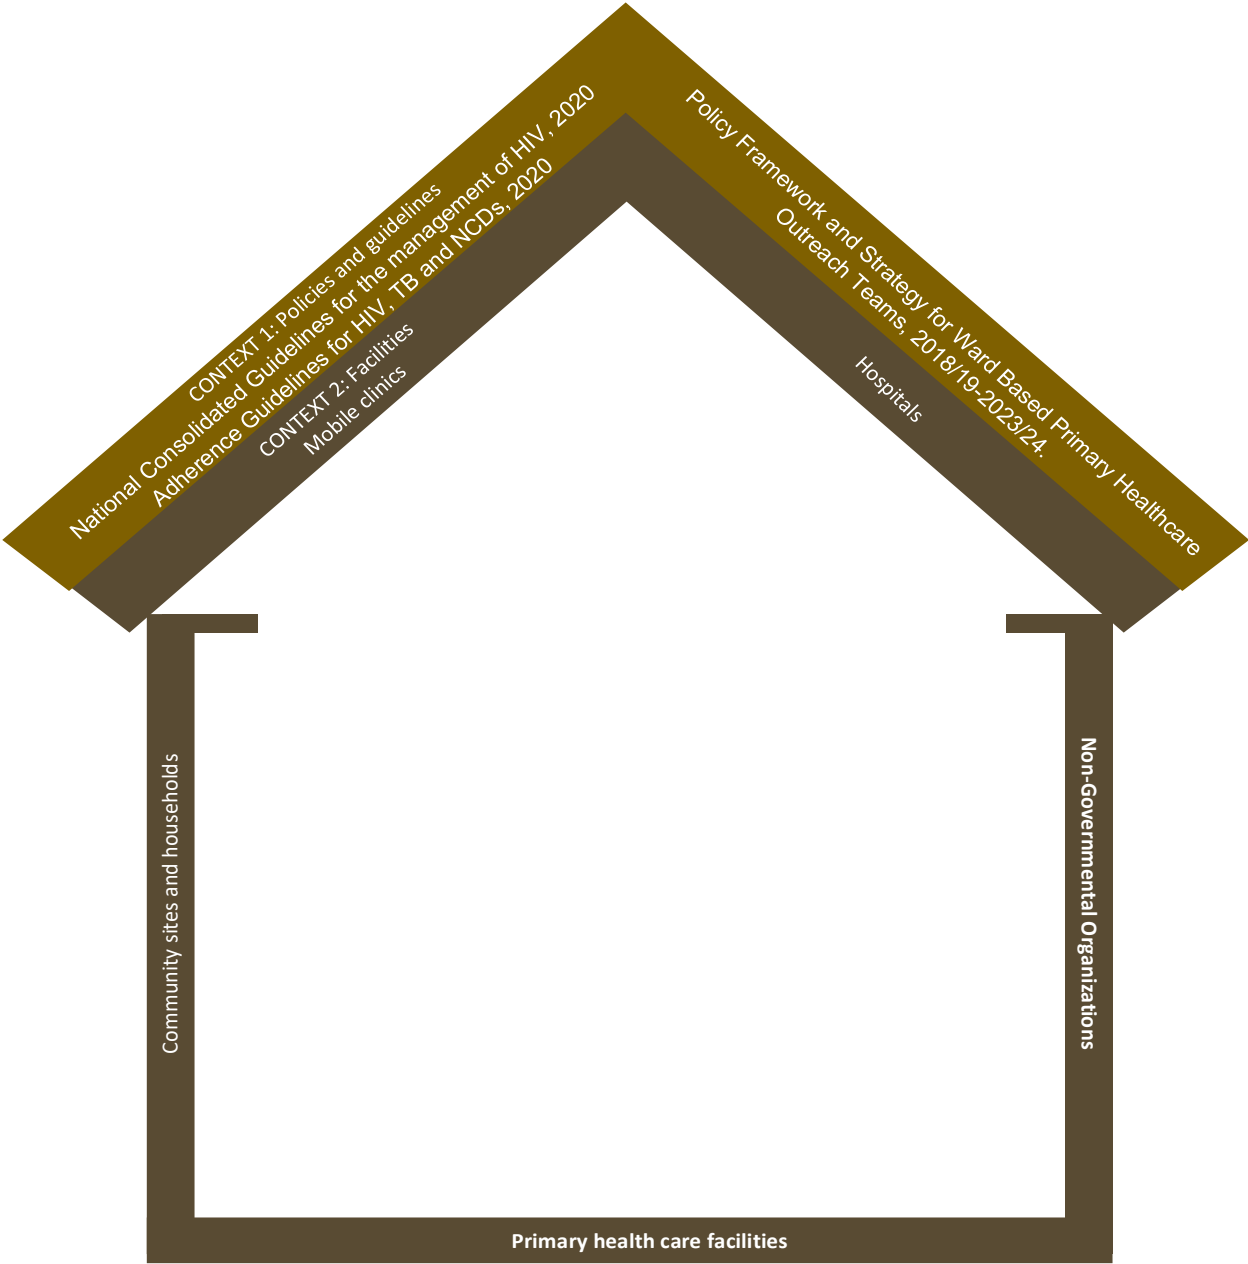 CONTEXT 1: Policies and guidelines
National Consolidated Guidelines for the management of HIV, 2020
Adherence Guidelines for HIV, TB and NCDs, 2020
CONTEXT 2: Facilities
Mobile clinics
Policy Framework and Strategy for Ward Based Primary Healthcare
Outreach Teams, 2018/19-2023/24.
Hospitals
Community sites and households
Non-Governmental Organizations
Primary health care facilities